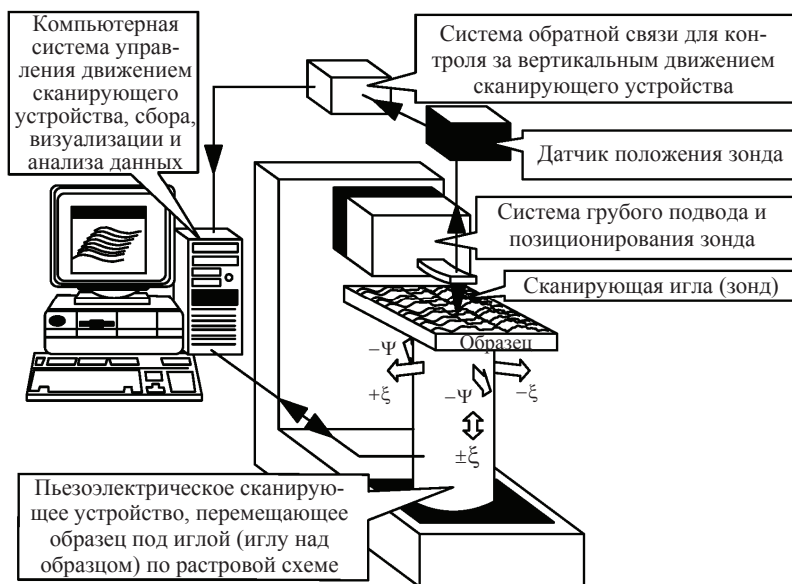 Компьютерная
система управ-
ления движением
сканирующего
устройства, сбора,
визуализации и
анализа данных
Система обратной связи для кон-
троля за вертикальным движением
сканирующего устройства
Датчик положения зонда
Система грубого подвода и
позиционирования зонда
Сканирующая игла (зонд)
Образец
−Ψ
+ξ
−Ψ
−ξ
±ξ
Пьезоэлектрическое сканирую-
щее устройство, перемещающее
образец под иглой (иглу над
образцом) по растровой схеме